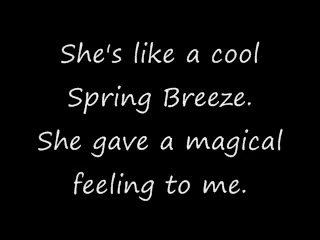 She's like a cool
Spring Breeze.
She gave a magical
feeling to me.